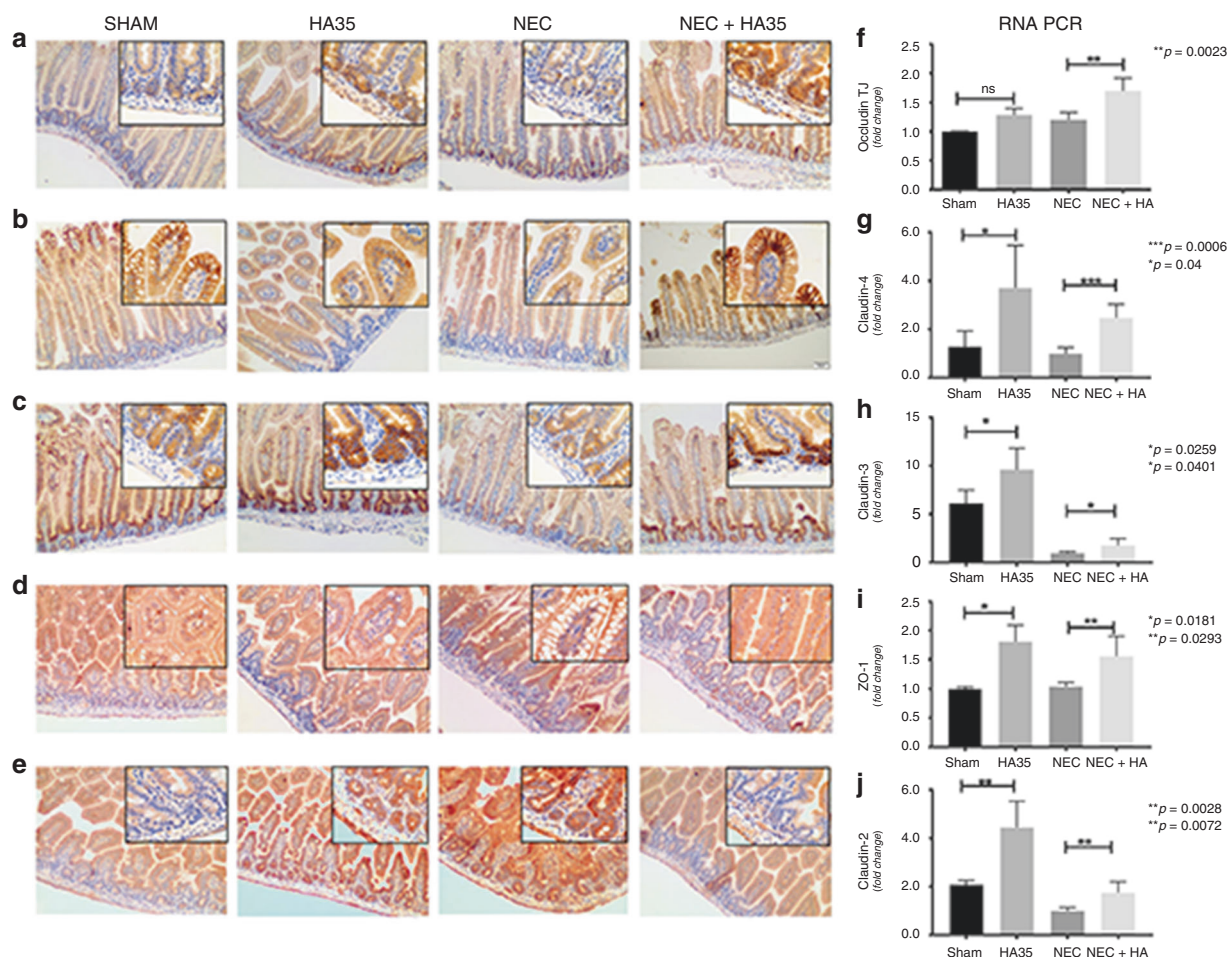 SHAM
HA35
NEC
NEC + HA35
RNA PCR
a
b
c
d
e
f
Occludin TJ
(fold change)
2.5
2.0
1.5
1.0
0.5
0.0
ns
**
**p = 0.0023
Sham
HA35
NEC
NEC + HA
g
Claudin-4
(fold change)
6.0
4.0
2.0
0.0
*
***
***p = 0.0006
*p = 0.04
Sham
HA35
NEC
NEC + HA
h
Claudin-3
(fold change)
15
10
5
0
*
*
*p = 0.0259
*p = 0.0401
Sham
HA35
NEC
NEC + HA
i
ZO-1
(fold change)
2.5
2.0
1.5
1.0
0.5
0.0
*
**
*p = 0.0181
**p = 0.0293
Sham
HA35
NEC
NEC + HA
j
Claudin-2
(fold change)
6.0
4.0
2.0
0.0
**
**
**p = 0.0028
**p = 0.0072
Sham
HA35
NEC
NEC + HA